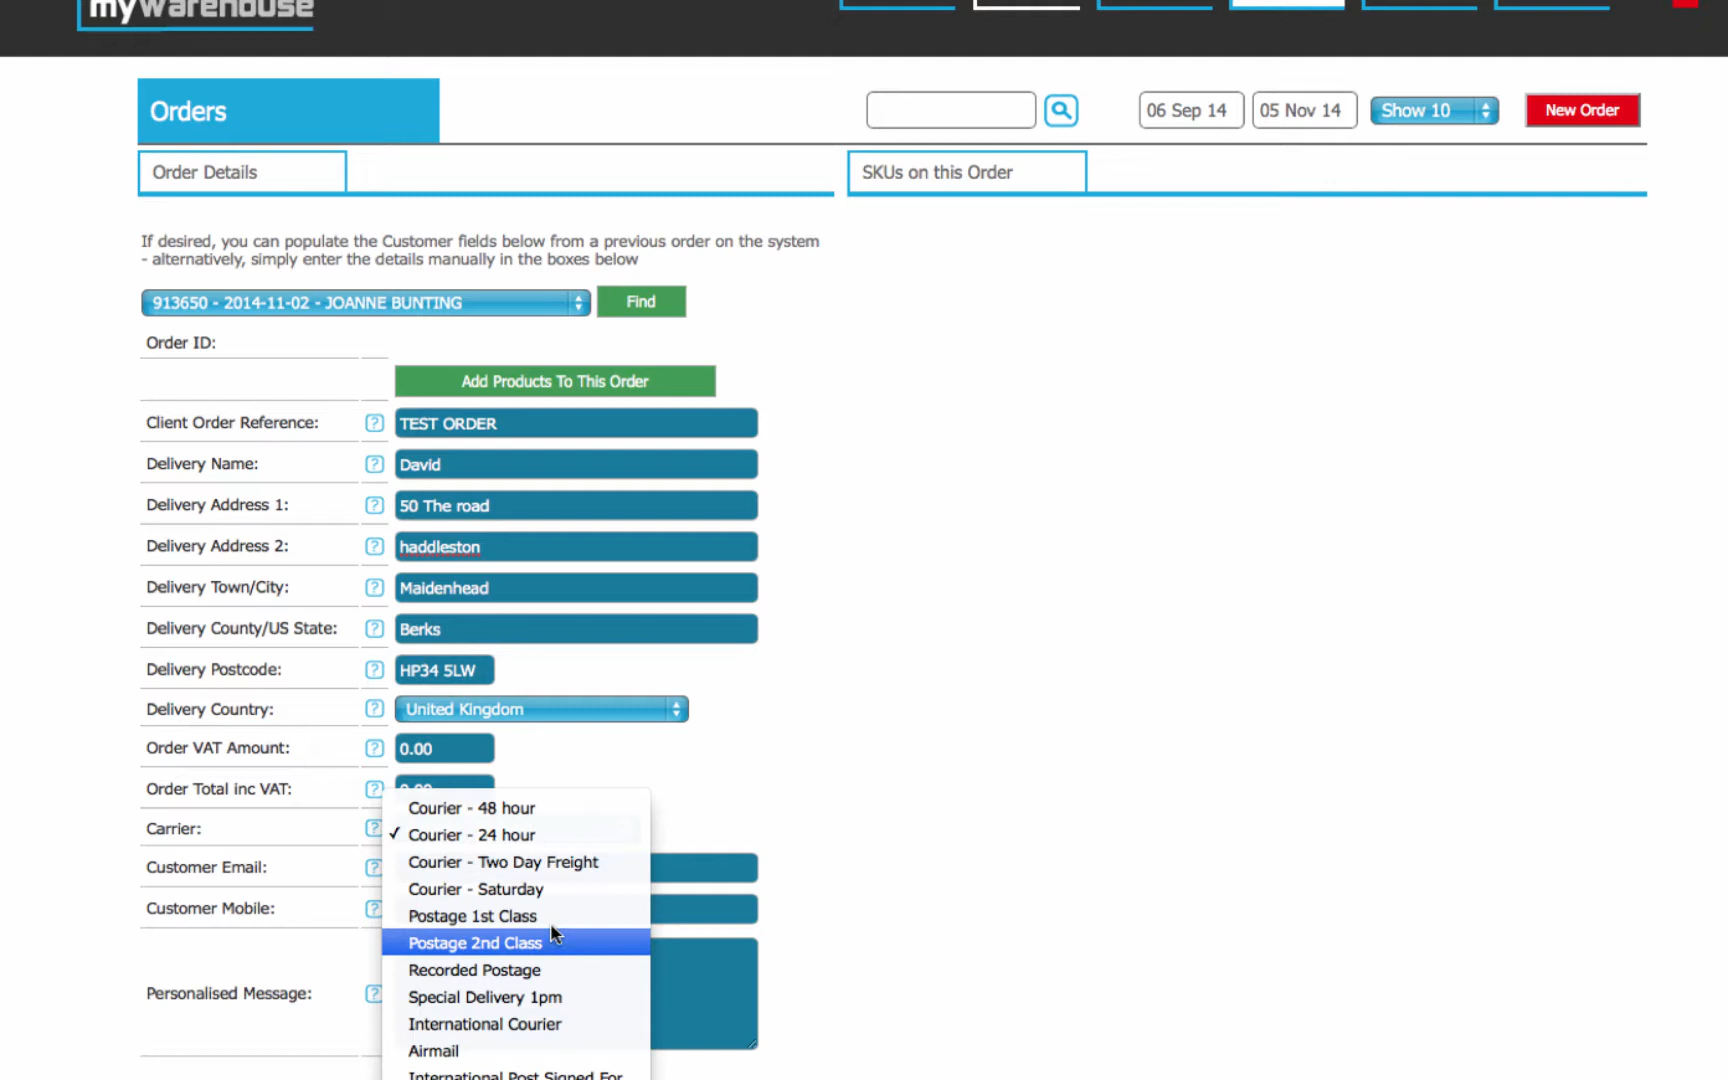 mywarehouse
Orders
06 Sep 14
05 Nov 14
Show 10
New Order
Order Details
SKUs on this Order
If desired, you can populate the Customer fields below from a previous order on the system
- alternatively, simply enter the details manually in the boxes below
913650 - 2014-11-02 - JOANNE BUNTING
Find
Order ID:
Add Products To This Order
Client Order Reference:
?
TEST ORDER
Delivery Name:
?
David
Delivery Address 1:
?
50 The road
Delivery Address 2:
?
haddleston
Delivery Town/City:
?
Maidenhead
Delivery County/US State:
?
Berks
Delivery Postcode:
?
HP34 5LW
Delivery Country:
?
United Kingdom
Order VAT Amount:
?
0.00
Order Total inc VAT:
?
0.00
Carrier:
?
Courier - 48 hour
✓ Courier - 24 hour
Courier - Two Day Freight
Courier - Saturday
Postage 1st Class
Postage 2nd Class
Recorded Postage
Special Delivery 1pm
International Courier
Airmail
International Post Signed For
Customer Email:
?
Customer Mobile:
?
Personalised Message:
?